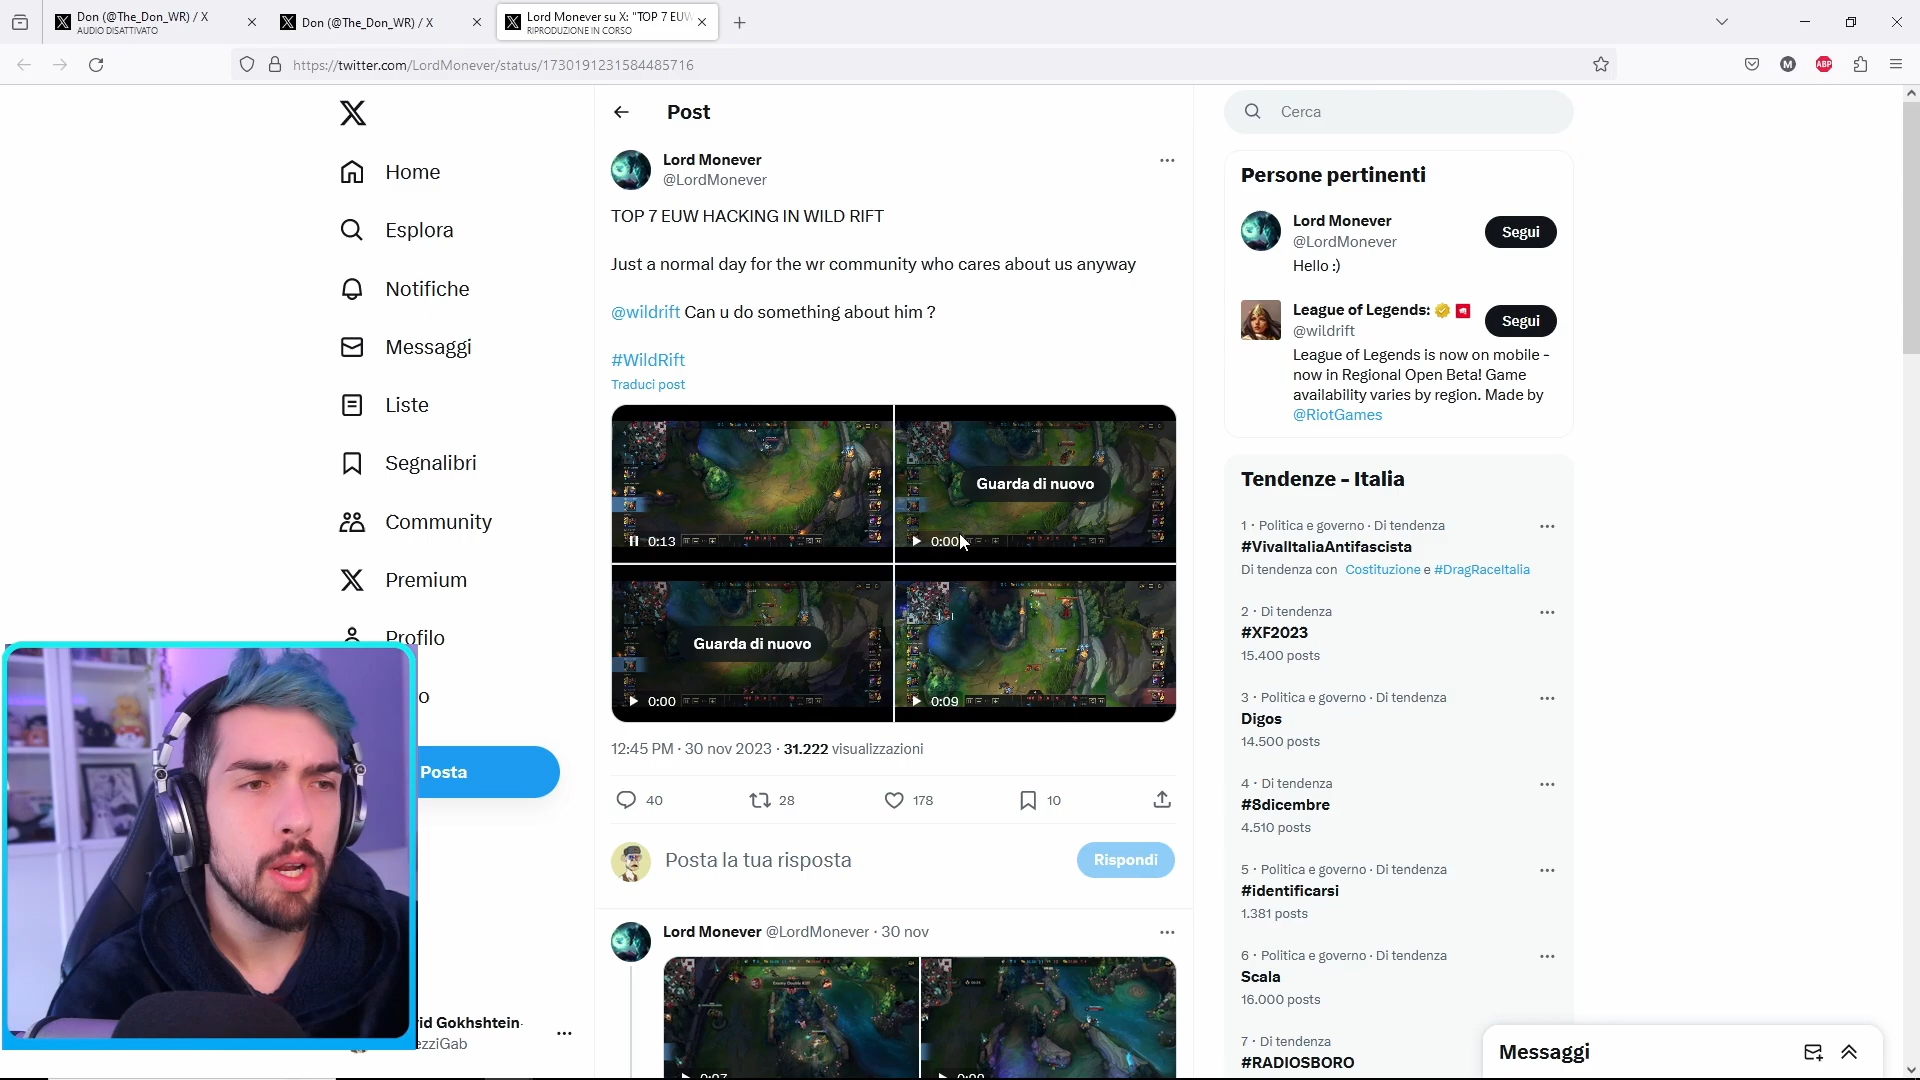 Don (@The_Don_WR) / X
AUDIO DISATTIVATO
Don (@The_Don_WR) / X
Lord Monever su X: "TOP 7 EUW
RIPRODUZIONE IN CORSO
https://twitter.com/LordMonever/status/1730191231584485716
M
ABP
Home
Esplora
Notifiche
Messaggi
Liste
Segnalibri
Community
Premium
Profilo
Posta
rid Gokhshtein
ezziGab
Post
Lord Monever
@LordMonever
TOP 7 EUW HACKING IN WILD RIFT
Just a normal day for the wr community who cares about us anyway
@wildrift Can u do something about him ?
#WildRift
Traduci post
0:13
Guarda di nuovo
0:00
Guarda di nuovo
0:00
0:09
12:45 PM · 30 nov 2023 · 31.222 visualizzazioni
40
28
178
10
Posta la tua risposta
Rispondi
Lord Monever @LordMonever · 30 nov
Enemy Double Kill!
Cerca
Persone pertinenti
Lord Monever
@LordMonever
Hello :)
Segui
League of Legends:
@wildrift
Segui
League of Legends is now on mobile -
now in Regional Open Beta! Game
availability varies by region. Made by
@RiotGames
Tendenze - Italia
1 · Politica e governo · Di tendenza
#VivalItaliaAntifascista
Di tendenza con Costituzione e #DragRaceItalia
2 · Di tendenza
#XF2023
15.400 posts
3 · Politica e governo · Di tendenza
Digos
14.500 posts
4 · Di tendenza
#8dicembre
4.510 posts
5 · Politica e governo · Di tendenza
#identificarsi
1.381 posts
6 · Politica e governo · Di tendenza
Scala
16.000 posts
7 · Di tendenza
#RADIOSBORO
Messaggi